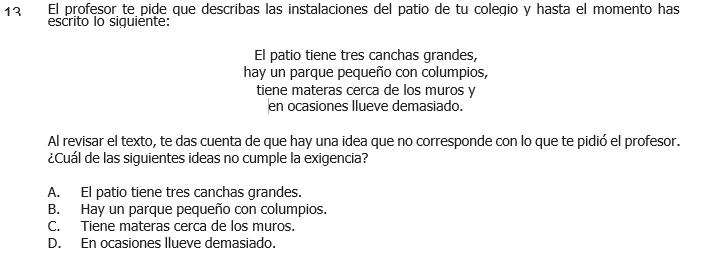 13 El profesor te pide que describas las instalaciones del patio de tu colegio y hasta el momento has
escrito lo siguiente:
El patio tiene tres canchas grandes,
hay un parque pequeño con columpios,
tiene materas cerca de los muros y
en ocasiones llueve demasiado.
Al revisar el texto, te das cuenta de que hay una idea que no corresponde con lo que te pidió el profesor.
¿Cuál de las siguientes ideas no cumple la exigencia?
A. El patio tiene tres canchas grandes.
B. Hay un parque pequeño con columpios.
C. Tiene materas cerca de los muros.
D. En ocasiones llueve demasiado.